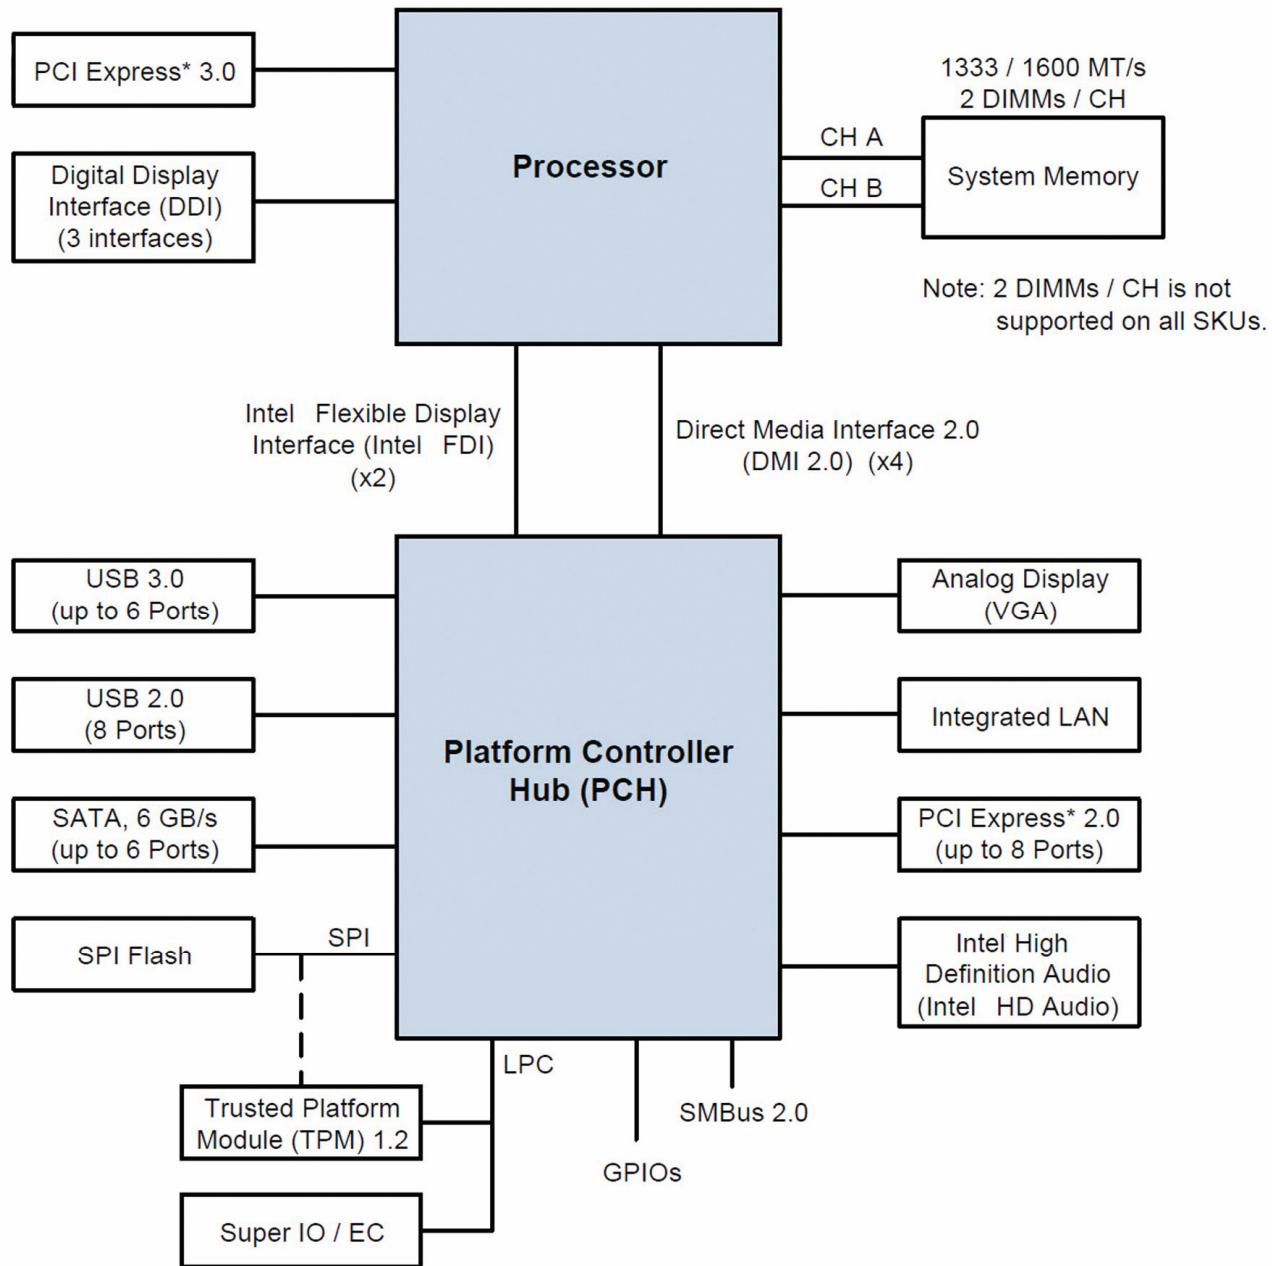 PCI Express* 3.0
Digital Display
Interface (DDI)
(3 interfaces)
Processor
CH A
CH B
1333 / 1600 MT/s
2 DIMMs / CH
System Memory
Note: 2 DIMMs / CH is not
supported on all SKUs.
Intel Flexible Display
Interface (Intel FDI)
(x2)
Direct Media Interface 2.0
(DMI 2.0) (x4)
USB 3.0
(up to 6 Ports)
USB 2.0
(8 Ports)
SATA, 6 GB/s
(up to 6 Ports)
SPI Flash
SPI
Platform Controller
Hub (PCH)
Analog Display
(VGA)
Integrated LAN
PCI Express* 2.0
(up to 8 Ports)
Intel High
Definition Audio
(Intel HD Audio)
LPC
Trusted Platform
Module (TPM) 1.2
Super IO / EC
GPIOs
SMBus 2.0